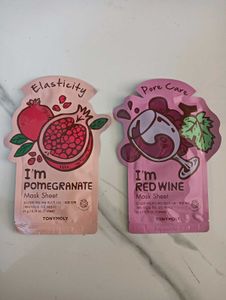 Elasticity
I'm
POMEGRANATE
Mask Sheet
TONYMOLY
Pore Care
I'm
RED WINE
Mask Sheet
TONYMOLY